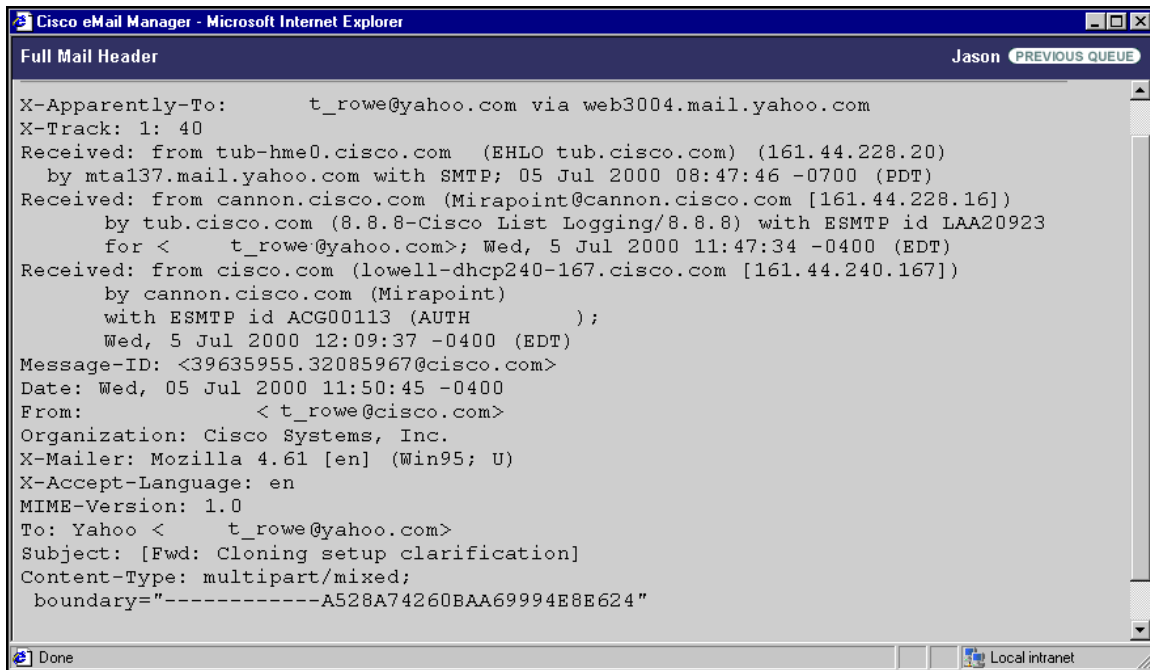 Cisco eMail Manager - Microsoft Internet Explorer
Full Mail Header Jason PREVIOUS QUEUE
X-Apparently-To: t_rowe@yahoo.com via web3004.mail.yahoo.com
X-Track: 1: 40
Received: from tub-hme0.cisco.com (EHLO tub.cisco.com) (161.44.228.20)
by mta137.mail.yahoo.com with SMTP; 05 Jul 2000 08:47:46 -0700 (PDT)
Received: from cannon.cisco.com (Mirapoint@cannon.cisco.com [161.44.228.16])
by tub.cisco.com (8.8.8-Cisco List Logging/8.8.8) with ESMTP id LAA20923
for < t_rowe@yahoo.com>; Wed, 5 Jul 2000 11:47:34 -0400 (EDT)
Received: from cisco.com (lowell-dhcp240-167.cisco.com [161.44.240.167])
by cannon.cisco.com (Mirapoint)
with ESMTP id ACG00113 (AUTH );
Wed, 5 Jul 2000 12:09:37 -0400 (EDT)
Message-ID: <39635955.32085967@cisco.com>
Date: Wed, 05 Jul 2000 11:50:45 -0400
From: < t_rowe@cisco.com>
Organization: Cisco Systems, Inc.
X-Mailer: Mozilla 4.61 [en] (Win95; U)
X-Accept-Language: en
MIME-Version: 1.0
To: Yahoo < t_rowe@yahoo.com>
Subject: [Fwd: Cloning setup clarification]
Content-Type: multipart/mixed;
boundary="------------A528A74260BAA69994E8E624"
Done Local intranet